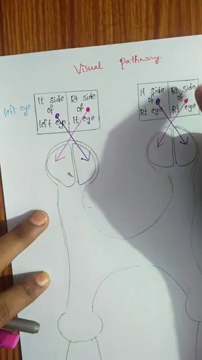 Visual pathway
left eye
lt side
of
left eye
Rt side
of
lt eye
lt side
of
Rt eye
Rt side
of
Rt eye